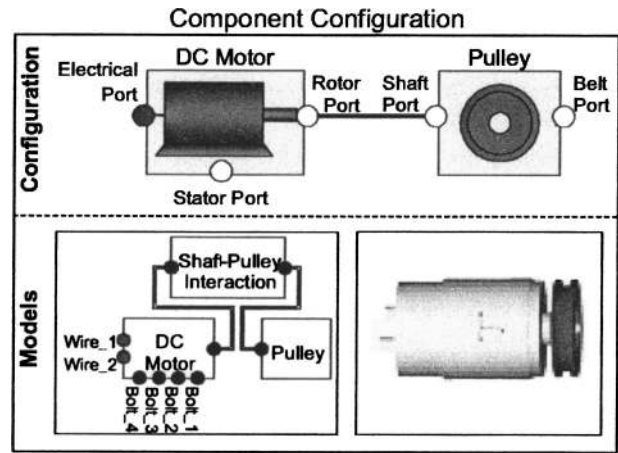 Component Configuration
Configuration
DC Motor
Pulley
Electrical
Port
Rotor
Port
Shaft
Port
Belt
Port
Stator Port
Models
Shaft-Pulley
Interaction
Wire_1
Wire_2
DC
Motor
Pulley
Bolt_4
Bolt_3
Bolt_2
Bolt_1